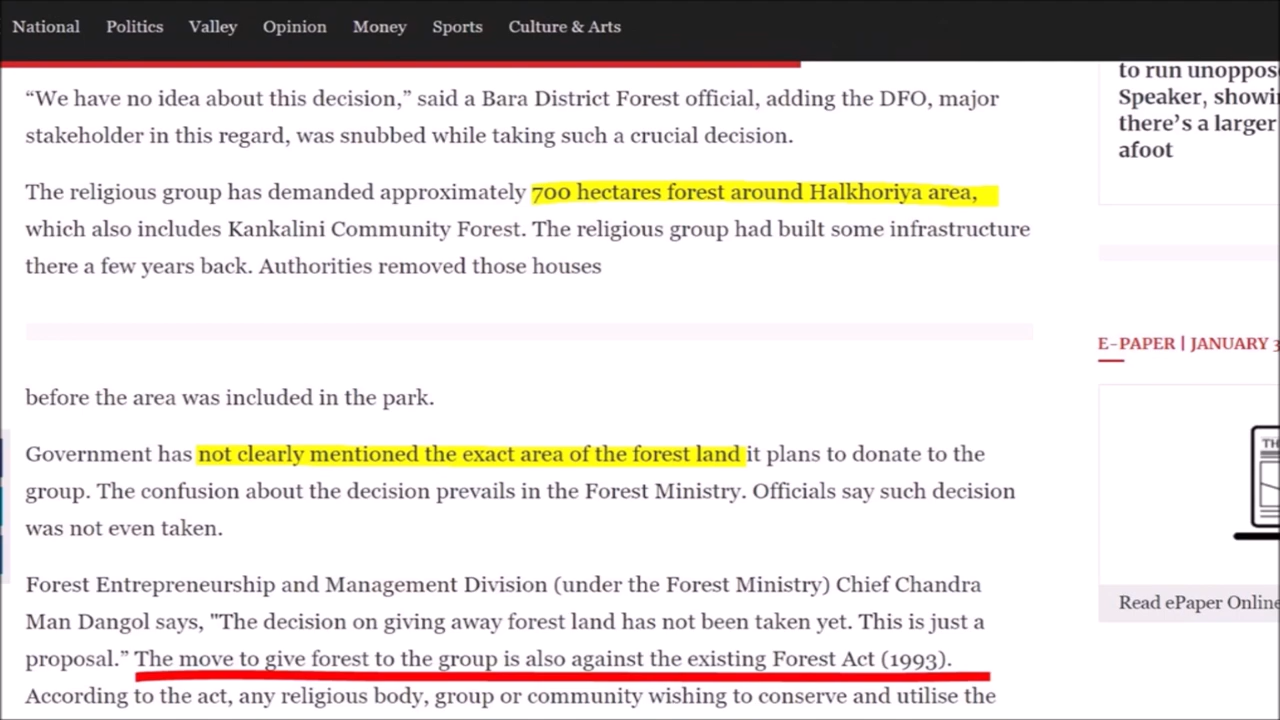 National Politics Valley Opinion Money Sports Culture & Arts
“We have no idea about this decision,” said a Bara District Forest official, adding the DFO, major
stakeholder in this regard, was snubbed while taking such a crucial decision.
The religious group has demanded approximately 700 hectares forest around Halkhoriya area,
which also includes Kankalini Community Forest. The religious group had built some infrastructure
there a few years back. Authorities removed those houses
before the area was included in the park.
Government has not clearly mentioned the exact area of the forest land it plans to donate to the
group. The confusion about the decision prevails in the Forest Ministry. Officials say such decision
was not even taken.
Forest Entrepreneurship and Management Division (under the Forest Ministry) Chief Chandra
Man Dangol says, "The decision on giving away forest land has not been taken yet. This is just a
proposal.” The move to give forest to the group is also against the existing Forest Act (1993).
According to the act, any religious body, group or community wishing to conserve and utilise the
to run
Speaker,
there’s a larger
afoot
E-PAPER | JANUARY
Read ePaper Online